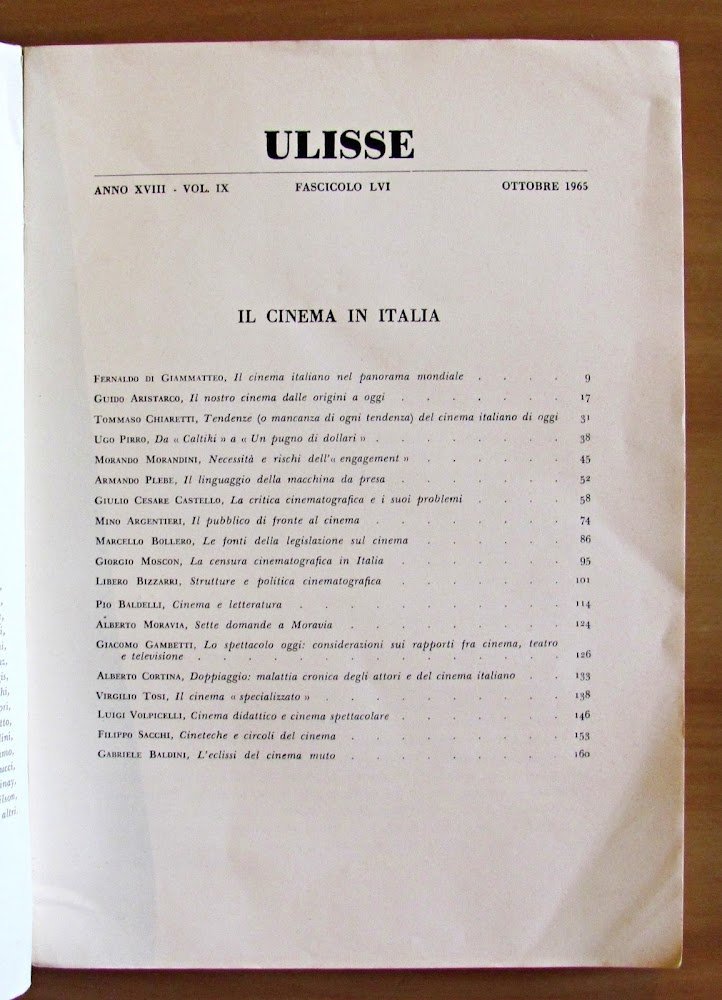 ULISSE
ANNO XVIII - VOL. IX FASCICOLO LVI OTTOBRE 1965
IL CINEMA IN ITALIA
FERNALDO DI GIAMMATTEO, Il cinema italiano nel panorama mondiale . . . . 9
GUIDO ARISTARCO, Il nostro cinema dalle origini a oggi . . . . . . 17
TOMMASO CHIARETTI, Tendenze (o mancanza di ogni tendenza) del cinema italiano di oggi 31
UGO PIRRO, Da « Caltiki » a « Un pugno di dollari » . . . . . . . 38
MORANDO MORANDINI, Necessità e rischi dell'« engagement » . . . . . . 45
ARMANDO PLEBE, Il linguaggio della macchina da presa . . . . . . 52
GIULIO CESARE CASTELLO, La critica cinematografica e i suoi problemi . . . . 58
MINO ARGENTIERI, Il pubblico di fronte al cinema . . . . . . . 74
MARCELLO BOLLERO, Le fonti della legislazione sul cinema . . . . . . 86
GIORGIO MOSCON, La censura cinematografica in Italia . . . . . . 95
LIBERO BIZZARRI, Strutture e politica cinematografica . . . . . . 101
PIO BALDELLI, Cinema e letteratura . . . . . . . . . 114
ALBERTO MORAVIA, Sette domande a Moravia . . . . . . . . 124
GIACOMO GAMBETTI, Lo spettacolo oggi: considerazioni sui rapporti fra cinema, teatro
e televisione . . . . . . . . . . . . . 126
ALBERTO CORTINA, Doppiaggio: malattia cronica degli attori e del cinema italiano . . 133
VIRGILIO TOSI, Il cinema « specializzato » . . . . . . . . 138
LUIGI VOLPICELLI, Cinema didattico e cinema spettacolare . . . . . . 146
FILIPPO SACCHI, Cineteche e circoli del cinema . . . . . . . 153
GABRIELE BALDINI, L'eclissi del cinema muto . . . . . . . 160
altri.